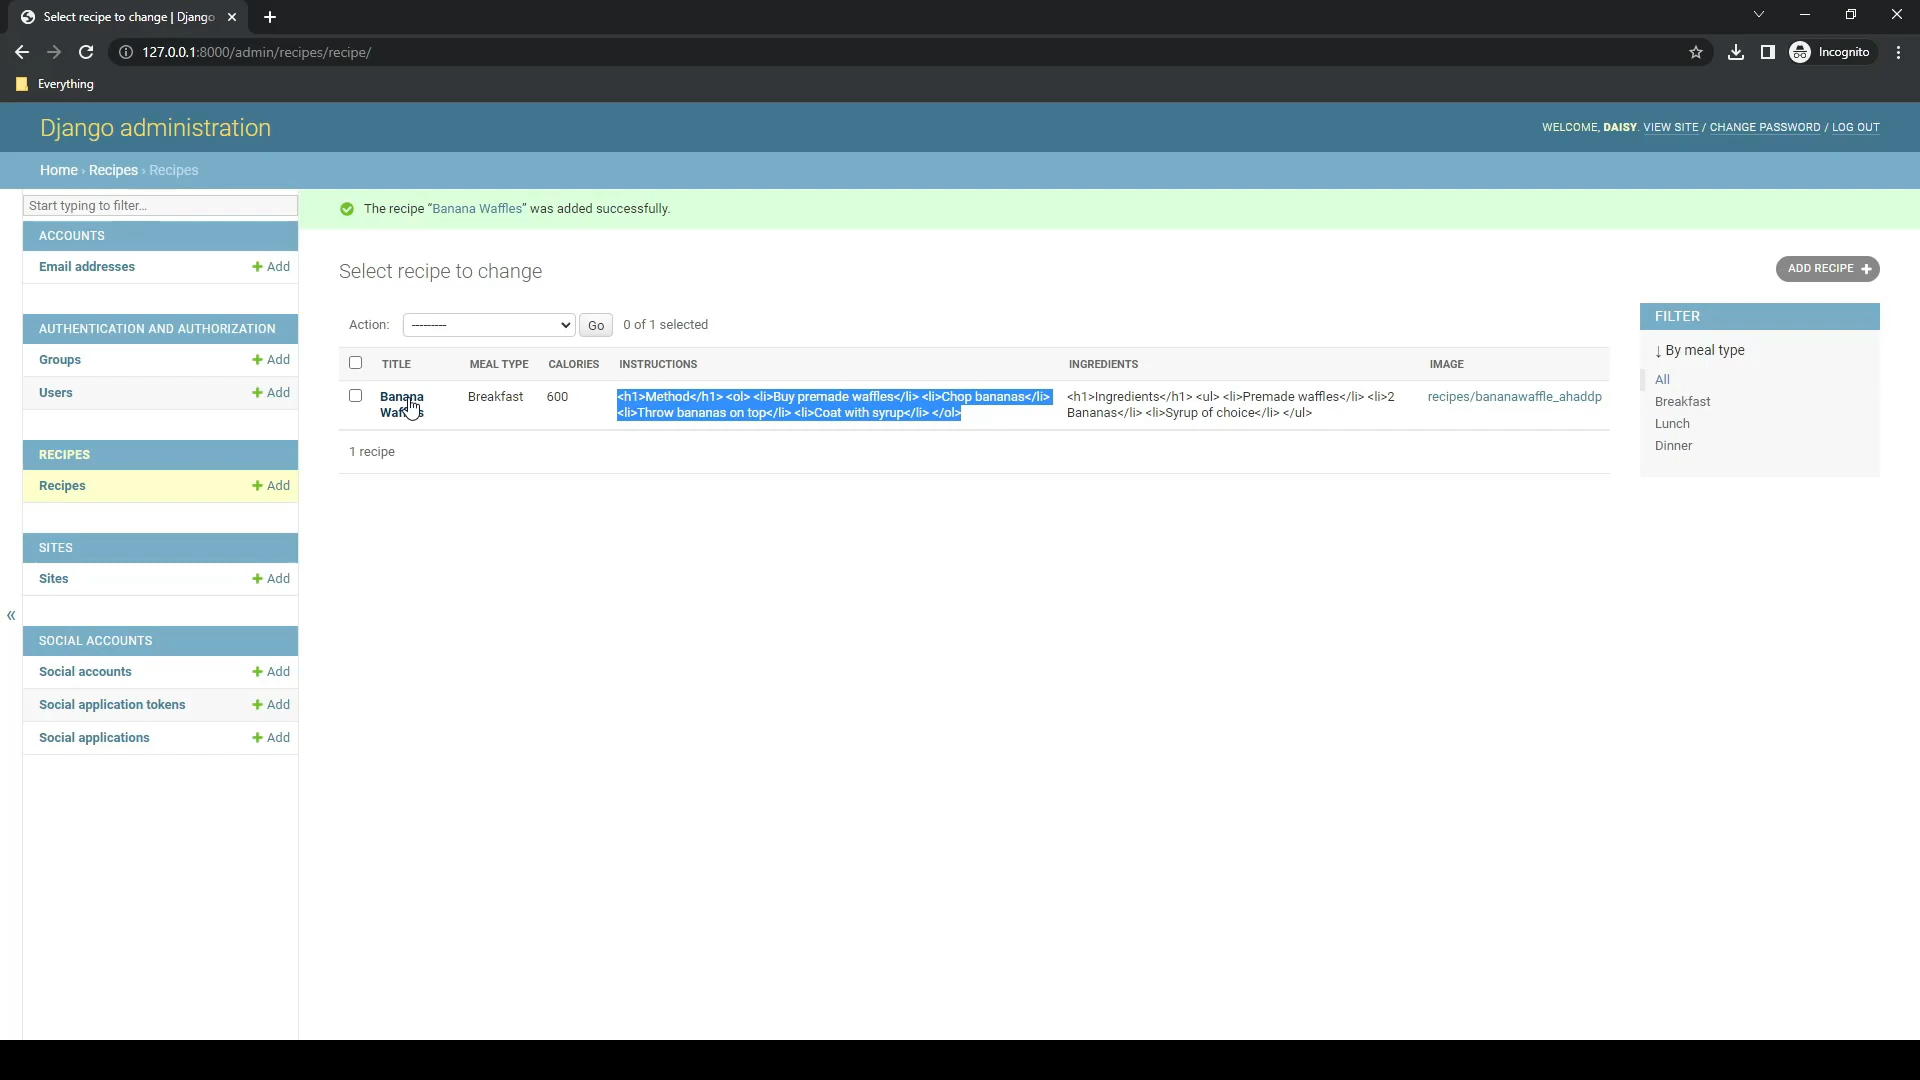 Select recipe to change | Django
127.0.0.1:8000/admin/recipes/recipe/
Incognito
Everything
Django administration
WELCOME, DAISY. VIEW SITE / CHANGE PASSWORD / LOG OUT
Home › Recipes › Recipes
Start typing to filter...
The recipe “Banana Waffles” was added successfully.
ACCOUNTS
Email addresses + Add
AUTHENTICATION AND AUTHORIZATION
Groups + Add
Users + Add
RECIPES
Recipes + Add
SITES
Sites + Add
«
SOCIAL ACCOUNTS
Social accounts + Add
Social application tokens + Add
Social applications + Add
Select recipe to change
ADD RECIPE +
Action: --------- Go 0 of 1 selected
TITLE MEAL TYPE CALORIES INSTRUCTIONS INGREDIENTS IMAGE
Banana Breakfast 600 <h1>Method</h1> <ol> <li>Buy premade waffles</li> <li>Chop bananas</li> <h1>Ingredients</h1> <ul> <li>Premade waffles</li> <li>2 recipes/bananawaffle_ahaddp
Waffles <li>Throw bananas on top</li> <li>Coat with syrup</li> </ol> Bananas</li> <li>Syrup of choice</li> </ul>
1 recipe
FILTER
↓ By meal type
All
Breakfast
Lunch
Dinner